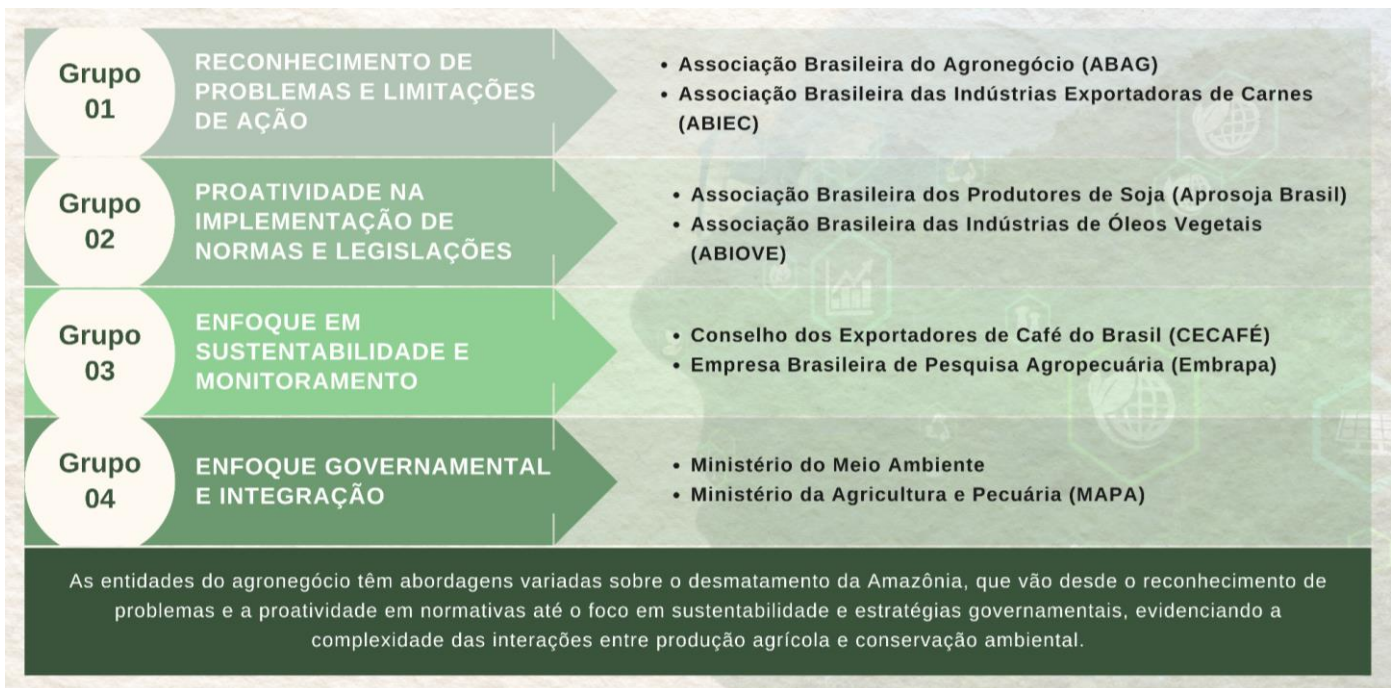 Grupo
01
RECONHECIMENTO DE
PROBLEMAS E LIMITAÇÕES
DE AÇÃO
• Associação Brasileira do Agronegócio (ABAG)
• Associação Brasileira das Indústrias Exportadoras de Carnes
(ABIEC)
Grupo
02
PROATIVIDADE NA
IMPLEMENTAÇÃO DE
NORMAS E LEGISLAÇÕES
• Associação Brasileira dos Produtores de Soja (Aprosoja Brasil)
• Associação Brasileira das Indústrias de Óleos Vegetais
(ABIOVE)
Grupo
03
ENFOQUE EM
SUSTENTABILIDADE E
MONITORAMENTO
• Conselho dos Exportadores de Café do Brasil (CECAFÉ)
• Empresa Brasileira de Pesquisa Agropecuária (Embrapa)
Grupo
04
ENFOQUE GOVERNAMENTAL
E INTEGRAÇÃO
• Ministério do Meio Ambiente
• Ministério da Agricultura e Pecuária (MAPA)
As entidades do agronegócio têm abordagens variadas sobre o desmatamento da Amazônia, que vão desde o reconhecimento de
problemas e a proatividade em normativas até o foco em sustentabilidade e estratégias governamentais, evidenciando a
complexidade das interações entre produção agrícola e conservação ambiental.